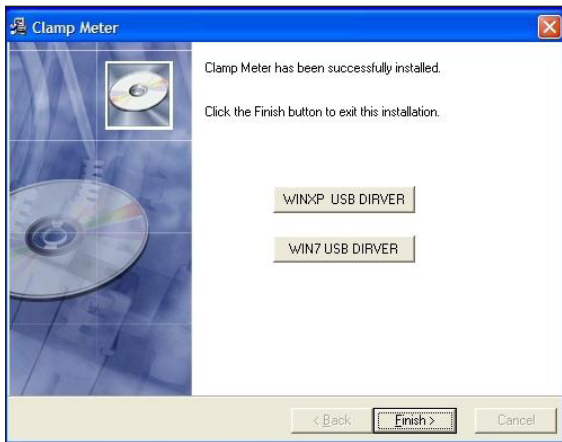 Clamp Meter
Clamp Meter has been successfully installed.
Click the Finish button to exit this installation.
WINXP USB DIRVER
WIN7 USB DIRVER
< Back
Finish >
Cancel